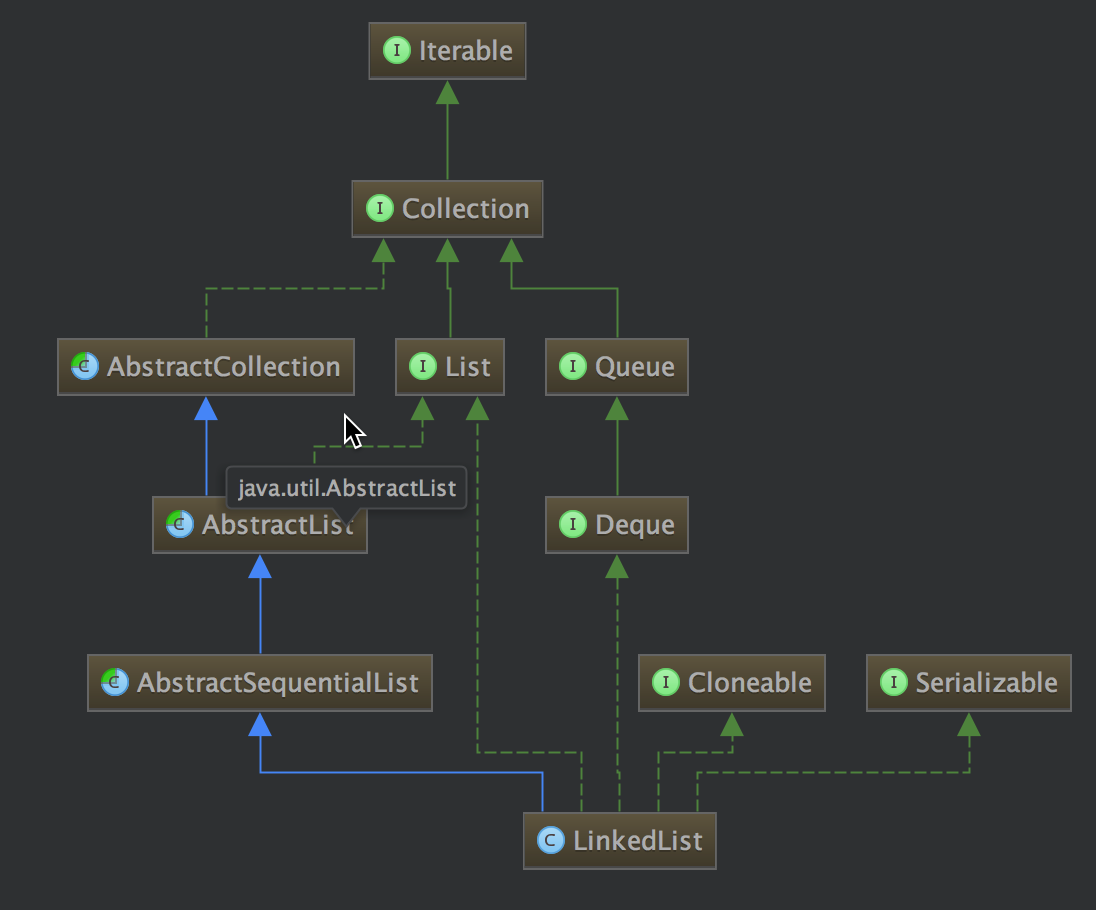 I Iterable
I Collection
C AbstractCollection
I List
I Queue
java.util.AbstractList
C AbstractList
I Deque
C AbstractSequentialList
I Cloneable
I Serializable
C LinkedList